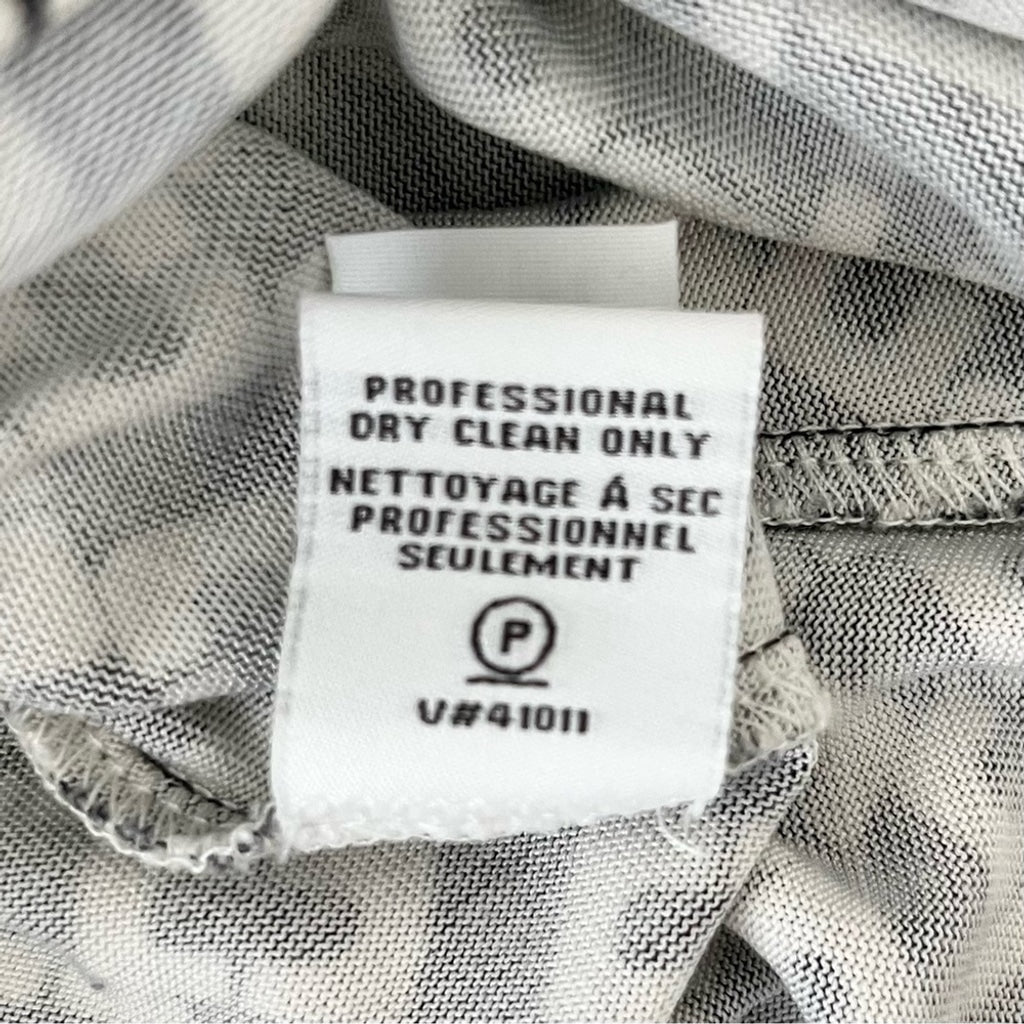 PROFESSIONAL
DRY CLEAN ONLY
NETTOYAGE Á SEC
PROFESSIONNEL
SEULEMENT
P
V#41011